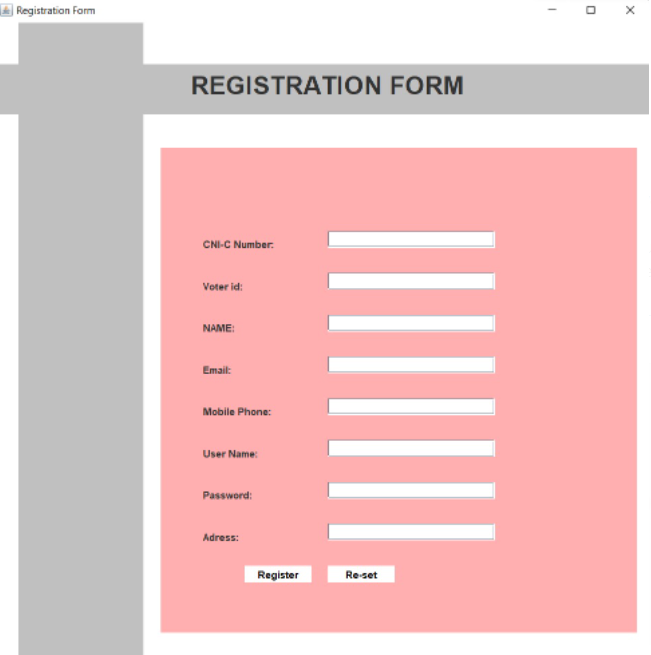 Registration Form
REGISTRATION FORM
CNI-C Number:
Voter id:
NAME:
Email:
Mobile Phone:
User Name:
Password:
Adress:
Register Re-set